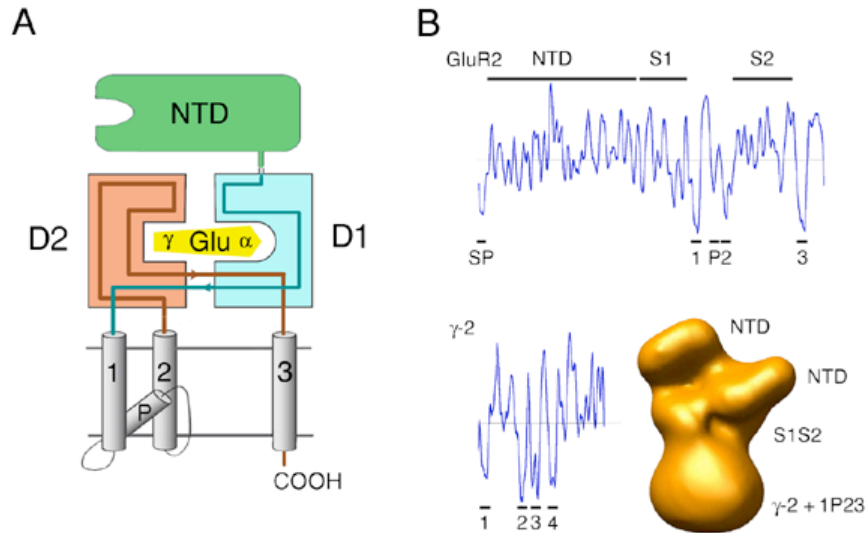 A
NTD
D2
γ Glu α
D1
1
2
3
P
COOH
B
GluR2 NTD S1 S2
SP 1 P2 3
γ-2
1 2 3 4
NTD
NTD
S1S2
γ-2 + 1P23